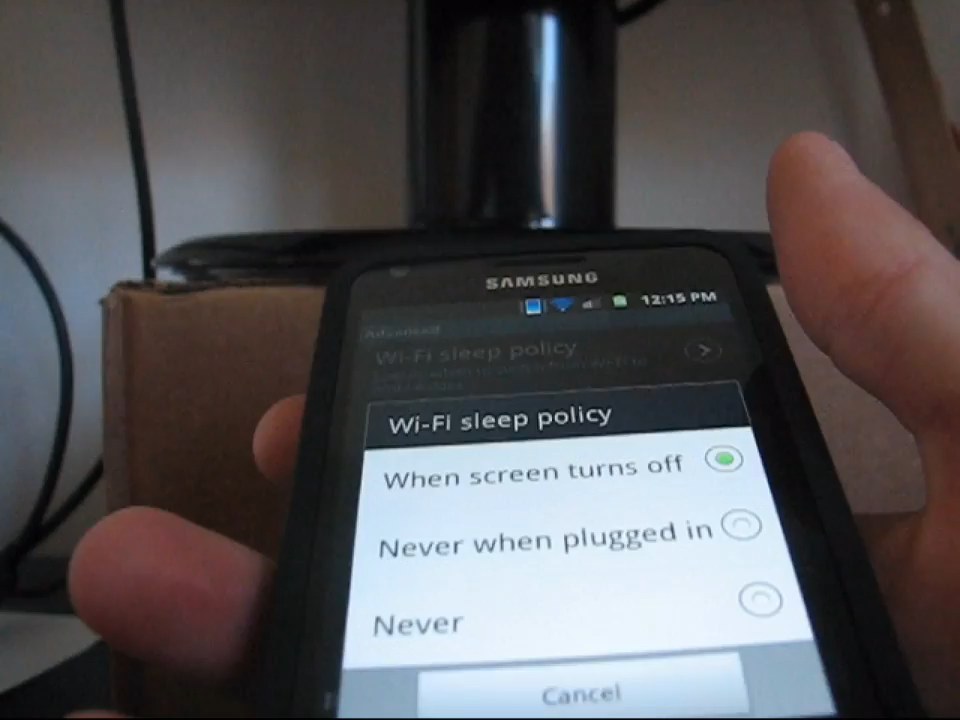 SAMSUNG
12:15 PM
Advanced
Wi-Fi sleep policy
Wi-Fi sleep policy
When screen turns off
Never when plugged in
Never
Cancel